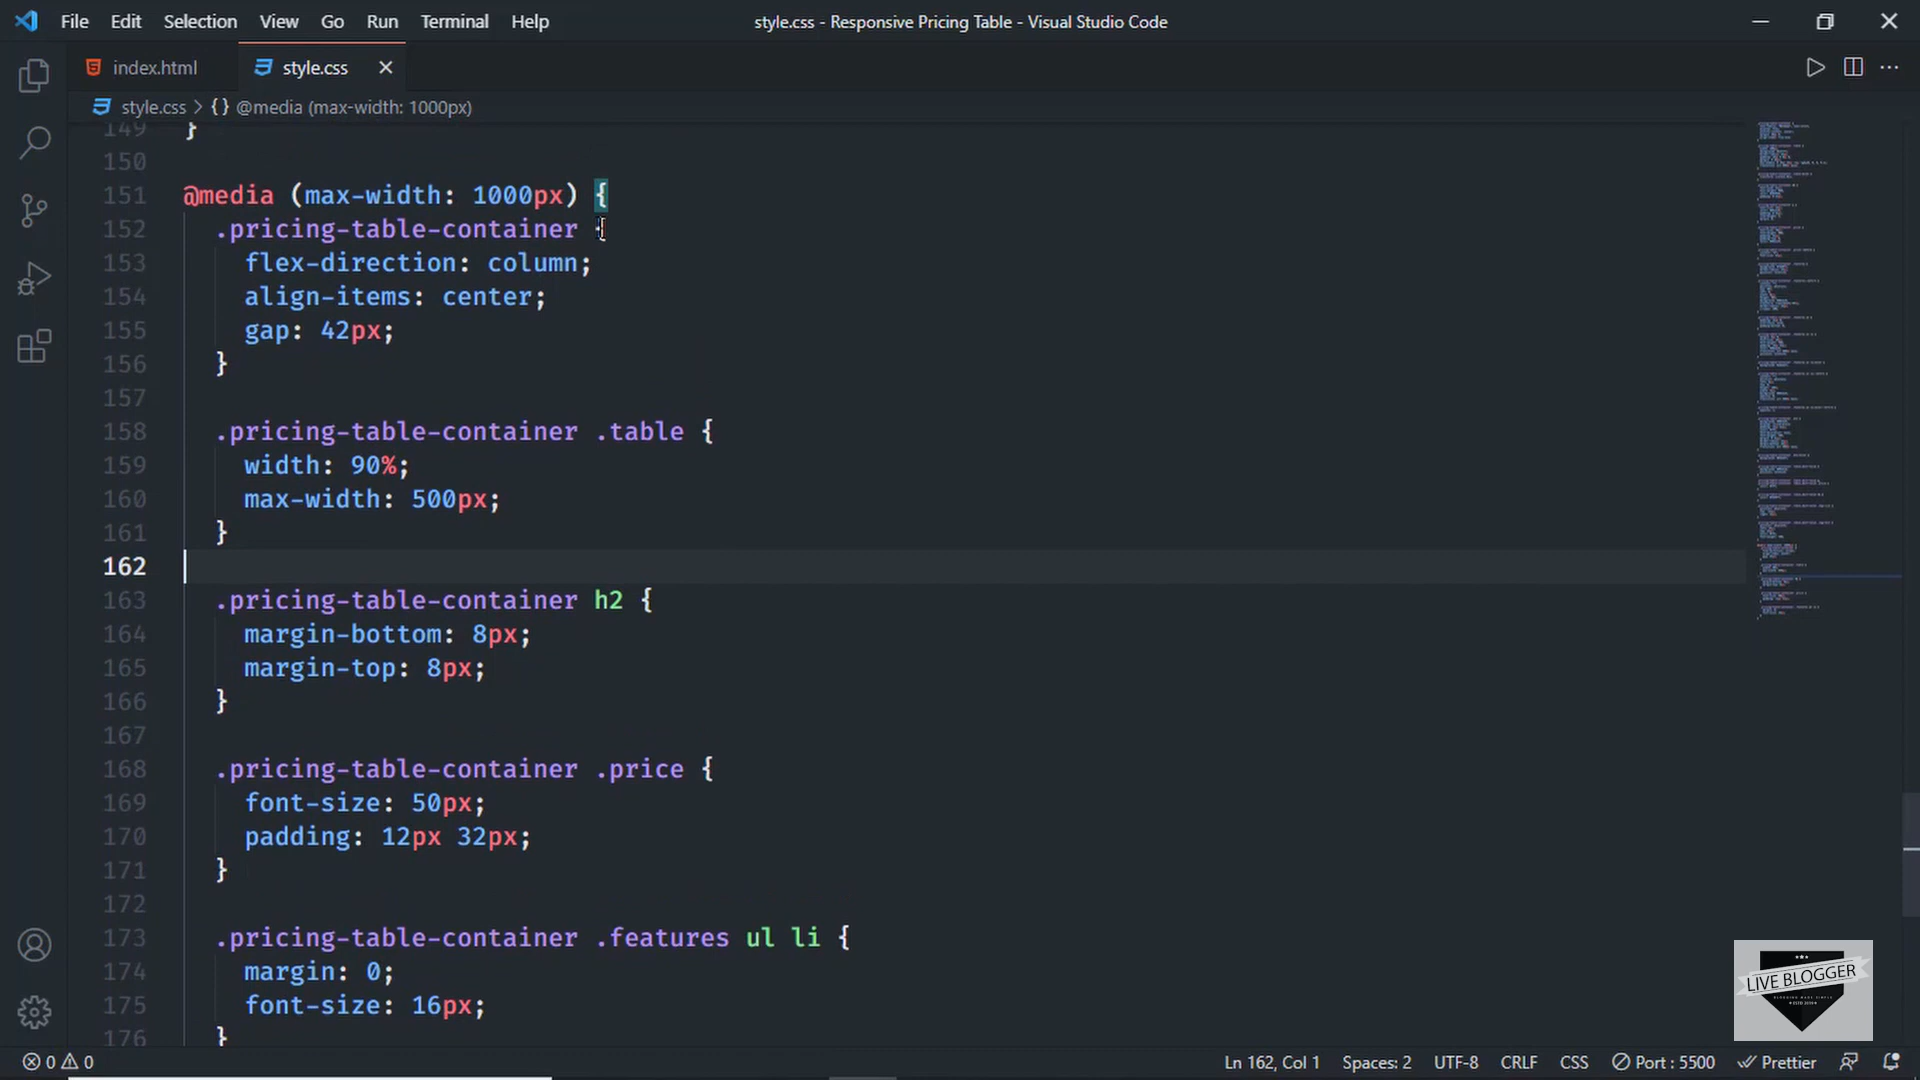 File Edit Selection View Go Run Terminal Help
style.css - Responsive Pricing Table - Visual Studio Code
index.html
style.css
style.css > {} @media (max-width: 1000px)
149 }
150
151 @media (max-width: 1000px) {
152 .pricing-table-container {
153 flex-direction: column;
154 align-items: center;
155 gap: 42px;
156 }
157
158 .pricing-table-container .table {
159 width: 90%;
160 max-width: 500px;
161 }
162
163 .pricing-table-container h2 {
164 margin-bottom: 8px;
165 margin-top: 8px;
166 }
167
168 .pricing-table-container .price {
169 font-size: 50px;
170 padding: 12px 32px;
171 }
172
173 .pricing-table-container .features ul li {
174 margin: 0;
175 font-size: 16px;
176 }
LIVE BLOGGER
0 0
Ln 162, Col 1 Spaces: 2 UTF-8 CRLF CSS Port : 5500 Prettier